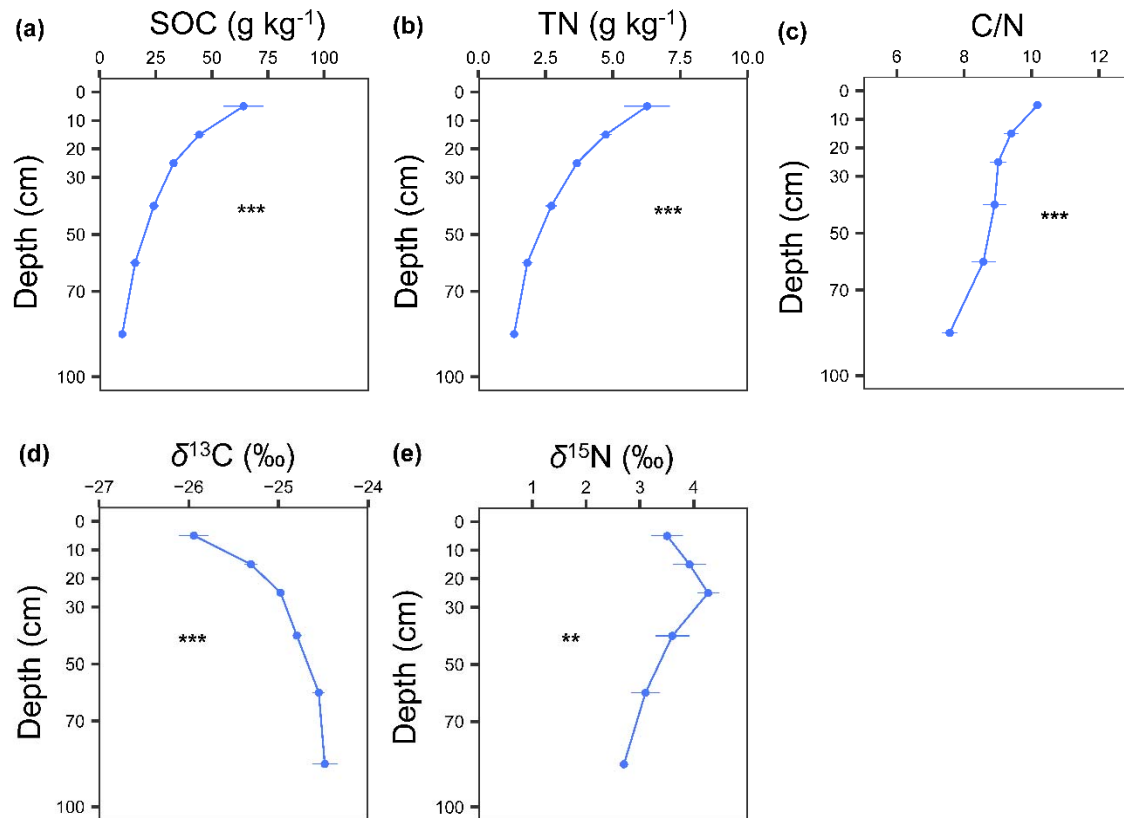 (a)
SOC (g kg⁻¹)
0 25 50 75 100
Depth (cm)
0
10
20
30
50
70
100
***
(b)
TN (g kg⁻¹)
0.0 2.5 5.0 7.5 10.0
Depth (cm)
0
10
20
30
50
70
100
***
(c)
C/N
6 8 10 12
Depth (cm)
0
10
20
30
50
70
100
***
(d)
δ¹³C (‰)
−27 −26 −25 −24
Depth (cm)
0
10
20
30
50
70
100
***
(e)
δ¹⁵N (‰)
1 2 3 4
Depth (cm)
0
10
20
30
50
70
100
**